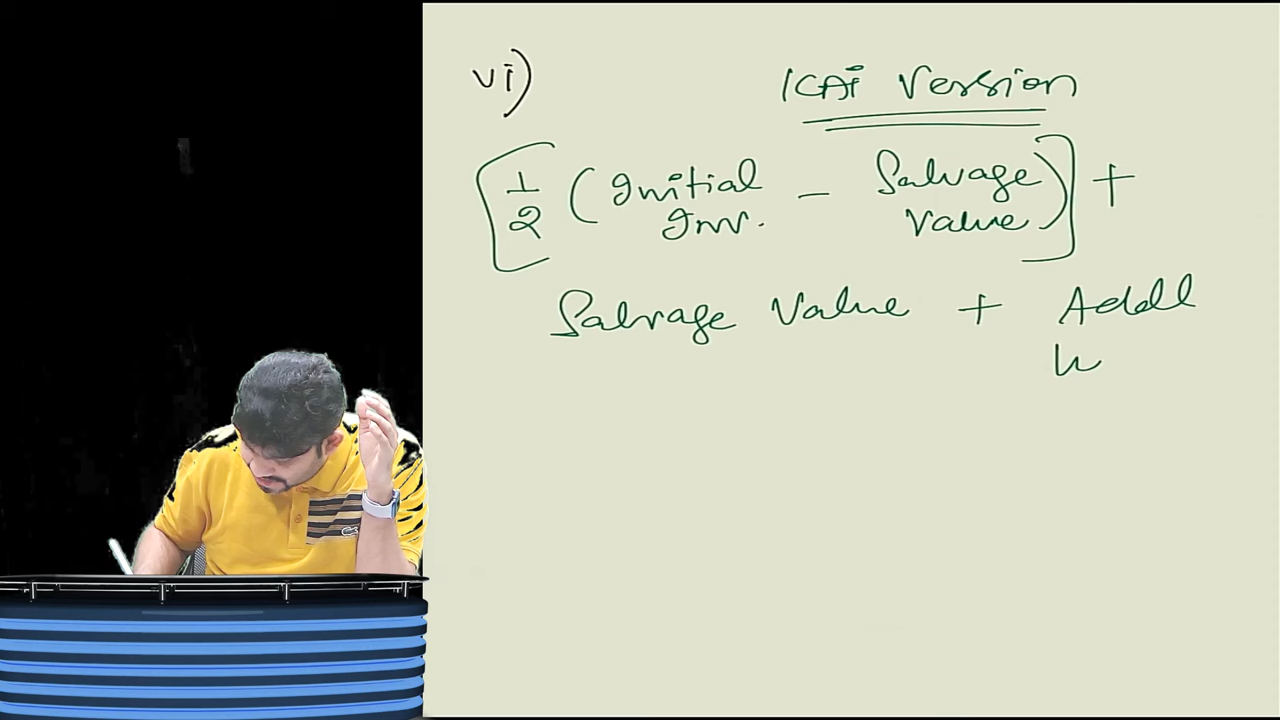 vi) ICAI Version
[1/2 (Initial Inv. - Salvage Value)] +
Salvage Value + Addl
W